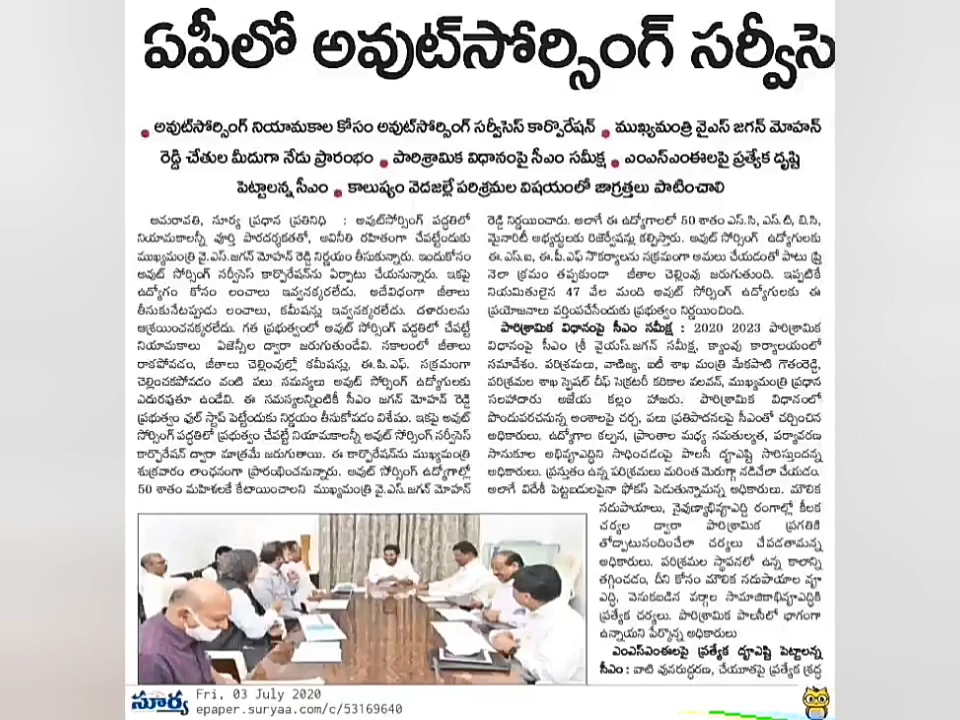 ఏపీలో అవుట్‌సోర్సింగ్ సర్వీసె
అవుట్‌సోర్సింగ్ నియామకాల కోసం అవుట్‌సోర్సింగ్ సర్వీసెస్ కార్పొరేషన్ ● ముఖ్యమంత్రి వైఎస్ జగన్ మోహన్
రెడ్డి చేతుల మీదుగా నేడు ప్రారంభం ● పారిశ్రామిక విధానంపై సీఎం సమీక్ష ● ఎంఎస్ఎంఈలపై ప్రత్యేక దృష్టి
పెట్టాలన్న సీఎం ● కాలుష్యం వెదజల్లే పరిశ్రమల విషయంలో జాగ్రత్తలు పాటించాలి
అమరావతి, సూర్య ప్రధాన ప్రతినిధి : అవుట్‌సోర్సింగ్ పద్ధతిలో
నియామకాలన్నీ పూర్తి పారదర్శకతతో, అవినీతి రహితంగా చేపట్టేందుకు
ముఖ్యమంత్రి వై.ఎస్.జగన్ మోహన్ రెడ్డి నిర్ణయం తీసుకున్నారు. ఇందుకోసం
అవుట్ సోర్సింగ్ సర్వీసెస్ కార్పొరేషన్‌ను ఏర్పాటు చేయనున్నారు. ఇకపై
ఉద్యోగం కోసం లంచాలు ఇవ్వనక్కరలేదు. అదేవిధంగా జీతాలు
తీసుకునేటప్పుడు లంచాలు, కమీషన్లు ఇవ్వనక్కరలేదు. దళారులను
ఆశ్రయించనక్కరలేదు. గత ప్రభుత్వంలో అవుట్ సోర్సింగ్ పద్ధతిలో చేపట్టే
నియామకాలు ఏజెన్సీల ద్వారా జరుగుతుండేవి. సకాలంలో జీతాలు
రాకపోవడం, జీతాలు చెల్లింపుల్లో కమీషన్లు, ఈ.పి.ఎఫ్. సక్రమంగా
చెల్లించకపోవడం వంటి పలు సమస్యలు అవుట్ సోర్సింగ్ ఉద్యోగులకు
ఎదురవుతూ ఉండేవి. ఈ సమస్యలన్నింటికీ సీఎం జగన్ మోహన్ రెడ్డి
ప్రభుత్వం ఫుల్ స్టాప్ పెట్టేందుకు నిర్ణయం తీసుకోవడం విశేషం. ఇకపై అవుట్
సోర్సింగ్ పద్ధతిలో ప్రభుత్వం చేపట్టే నియామకాలన్నీ అవుట్ సోర్సింగ్ సర్వీసెస్
కార్పొరేషన్ ద్వారా మాత్రమే జరుగుతాయి. ఈ కార్పొరేషన్‌ను ముఖ్యమంత్రి
శుక్రవారం లాంఛనంగా ప్రారంభించనున్నారు. అవుట్ సోర్సింగ్ ఉద్యోగాల్లో
50 శాతం మహిళలకే కేటాయించాలని ముఖ్యమంత్రి వై.ఎస్.జగన్ మోహన్
రెడ్డి నిర్ణయించారు. అలాగే ఈ ఉద్యోగాలలో 50 శాతం ఎస్.సి, ఎస్.టి, బి.సి,
మైనారిటీ అభ్యర్థులకు రిజర్వేషన్లు కల్పిస్తారు. అవుట్ సోర్సింగ్ ఉద్యోగులకు
ఈ.ఎస్.ఐ, ఈ.పీ.ఎఫ్ సౌకర్యాలను సక్రమంగా అమలు చేయడంతో పాటు ప్రతి
నెలా క్రమం తప్పకుండా జీతాల చెల్లింపు జరుగుతుంది. ఇప్పటికే
నియమితులైన 47 వేల మంది అవుట్ సోర్సింగ్ ఉద్యోగులకు ఈ
ప్రయోజనాలు వర్తింపచేసేందుకు ప్రభుత్వం నిర్ణయించింది.
పారిశ్రామిక విధానంపై సీఎం సమీక్ష : 2020 2023 పారిశ్రామిక
విధానంపై సీఎం శ్రీ వైయస్.జగన్ సమీక్ష, క్యాంపు కార్యాలయంలో
సమావేశం. పరిశ్రమలు, వాణిజ్య, ఐటీ శాఖ మంత్రి మేకపాటి గౌతంరెడ్డి,
పరిశ్రమల శాఖ స్పెషల్ చీఫ్ సెక్రటరీ కరికాల వలవన్, ముఖ్యమంత్రి ప్రధాన
సలహాదారు అజేయ కల్లం హాజరు. పారిశ్రామిక విధానంలో
పొందుపరచనున్న అంశాలపై చర్చ, పలు ప్రతిపాదనలపై సీఎంతో చర్చించిన
అధికారులు. ఉద్యోగాల కల్పన, ప్రాంతాల మధ్య సమతుల్యత, పర్యావరణ
సానుకూల అభివృద్ధిని సాధించడంపై పాలసీ దృష్టి సారిస్తుందన్న
అధికారులు. ప్రస్తుతం ఉన్న పరిశ్రమలు మరింత మెరుగ్గా నడిచేలా చేయడం.
అలాగే విదేశీ పెట్టుబడులపైనా ఫోకస్ పెడుతున్నామన్న అధికారులు. మౌలిక
సదుపాయాలు, నైపుణ్యాభివృద్ధి రంగాల్లో కీలక
చర్యల ద్వారా పారిశ్రామిక ప్రగతికి
తోడ్పాటునందించేలా చర్యలు చేపడతామన్న
అధికారులు. పరిశ్రమల స్థాపనలో ఉన్న కాలాన్ని
తగ్గించడం, దీని కోసం మౌలిక సదుపాయాల వృ
ద్ధి, వెనుకబడిన వర్గాల సామాజికాభివృద్ధికి
ప్రత్యేక చర్యలు. పారిశ్రామిక పాలసీలో భాగంగా
ఉన్నాయని పేర్కొన్న అధికారులు
ఎంఎస్ఎంఈలపై ప్రత్యేక దృష్టి పెట్టాలన్న
సీఎం : వాటి పునరుద్ధరణ, చేయూతపై ప్రత్యేక శ్రద్ధ
సూర్య Fri, 03 July 2020
epaper.suryaa.com/c/53169640